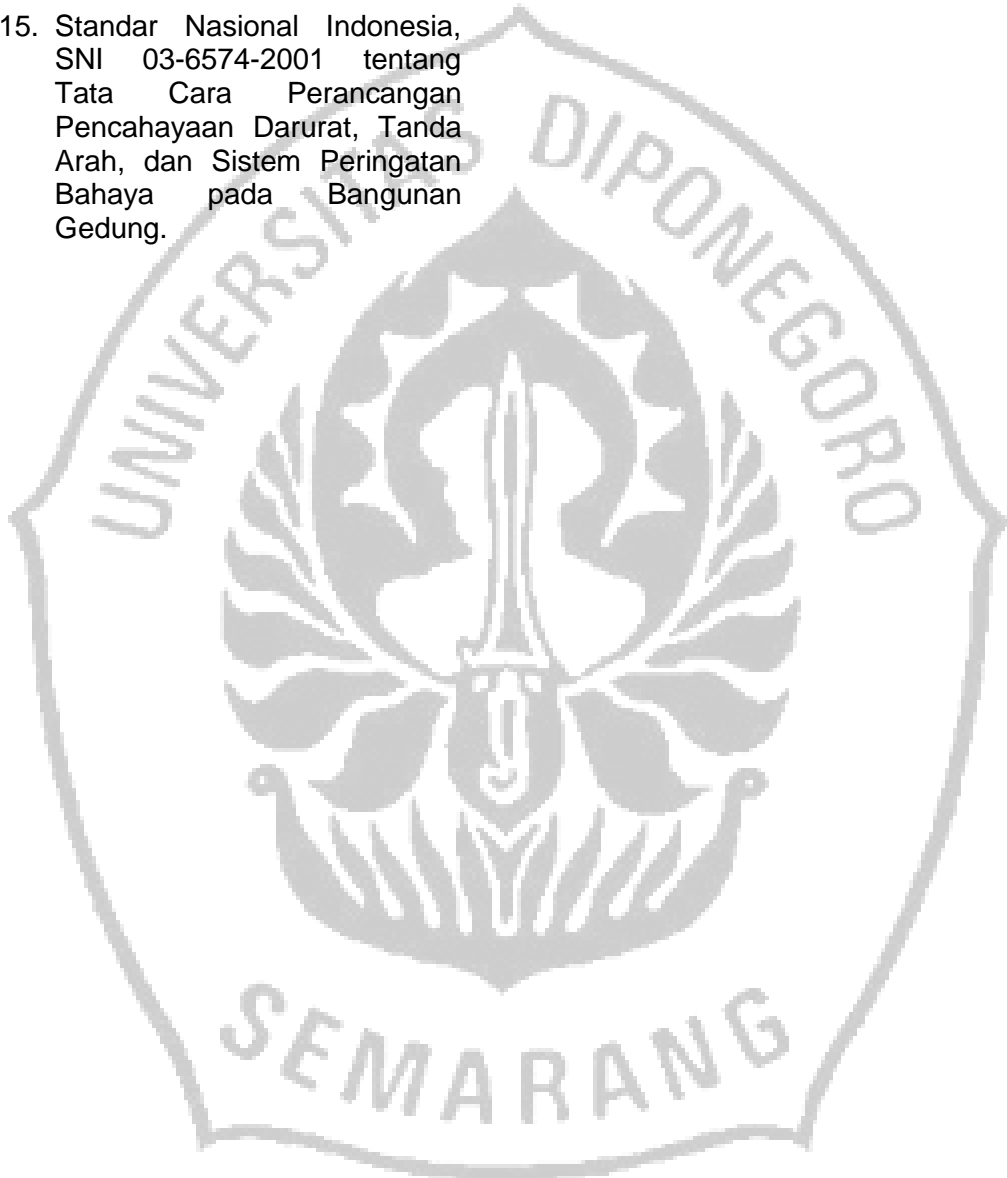 15. Standar Nasional Indonesia,
SNI 03-6574-2001 tentang
Tata Cara Perancangan
Pencahayaan Darurat, Tanda
Arah, dan Sistem Peringatan
Bahaya pada Bangunan
Gedung.
UNIVERSITAS DIPONEGORO
SEMARANG